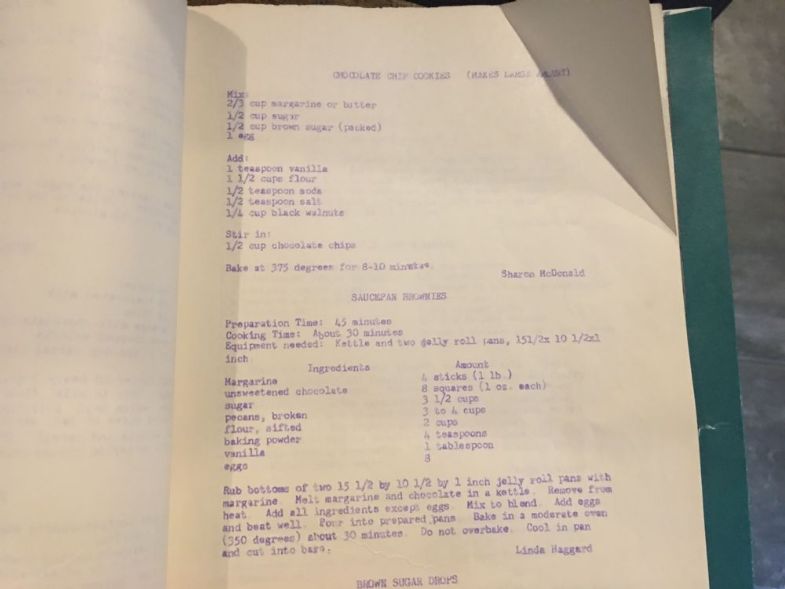 CHOCOLATE CHIP COOKIES (MAKES LARGE AMOUNT)
Mix:
2/3 cup margarine or butter
1/2 cup sugar
1/2 cup brown sugar (packed)
1 egg
Add:
1 teaspoon vanilla
1 1/2 cups flour
1/2 teaspoon soda
1/2 teaspoon salt
1/4 cup black walnuts
Stir in:
1/2 cup chocolate chips
Bake at 375 degrees for 8-10 minutes.
Sharon McDonald
SAUCEPAN BROWNIES
Preparation Time: 45 minutes
Cooking Time: About 30 minutes
Equipment needed: Kettle and two jelly roll pans, 151/2x 10 1/2x1
inch
Ingredients Amount
Margarine 4 sticks (1 lb.)
unsweetened chocolate 8 squares (1 oz. each)
sugar 3 1/2 cups
pecans, broken 3 to 4 cups
flour, sifted 2 cups
baking powder 4 teaspoons
vanilla 1 tablespoon
eggs 8
Rub bottoms of two 15 1/2 by 10 1/2 by 1 inch jelly roll pans with
margarine. Melt margarine and chocolate in a kettle. Remove from
heat. Add all ingredients except eggs. Mix to blend. Add eggs
and beat well. Pour into prepared pans. Bake in a moderate oven
(350 degrees) about 30 minutes. Do not overbake. Cool in pan
and cut into bars.
Linda Haggard
BROWN SUGAR DROPS